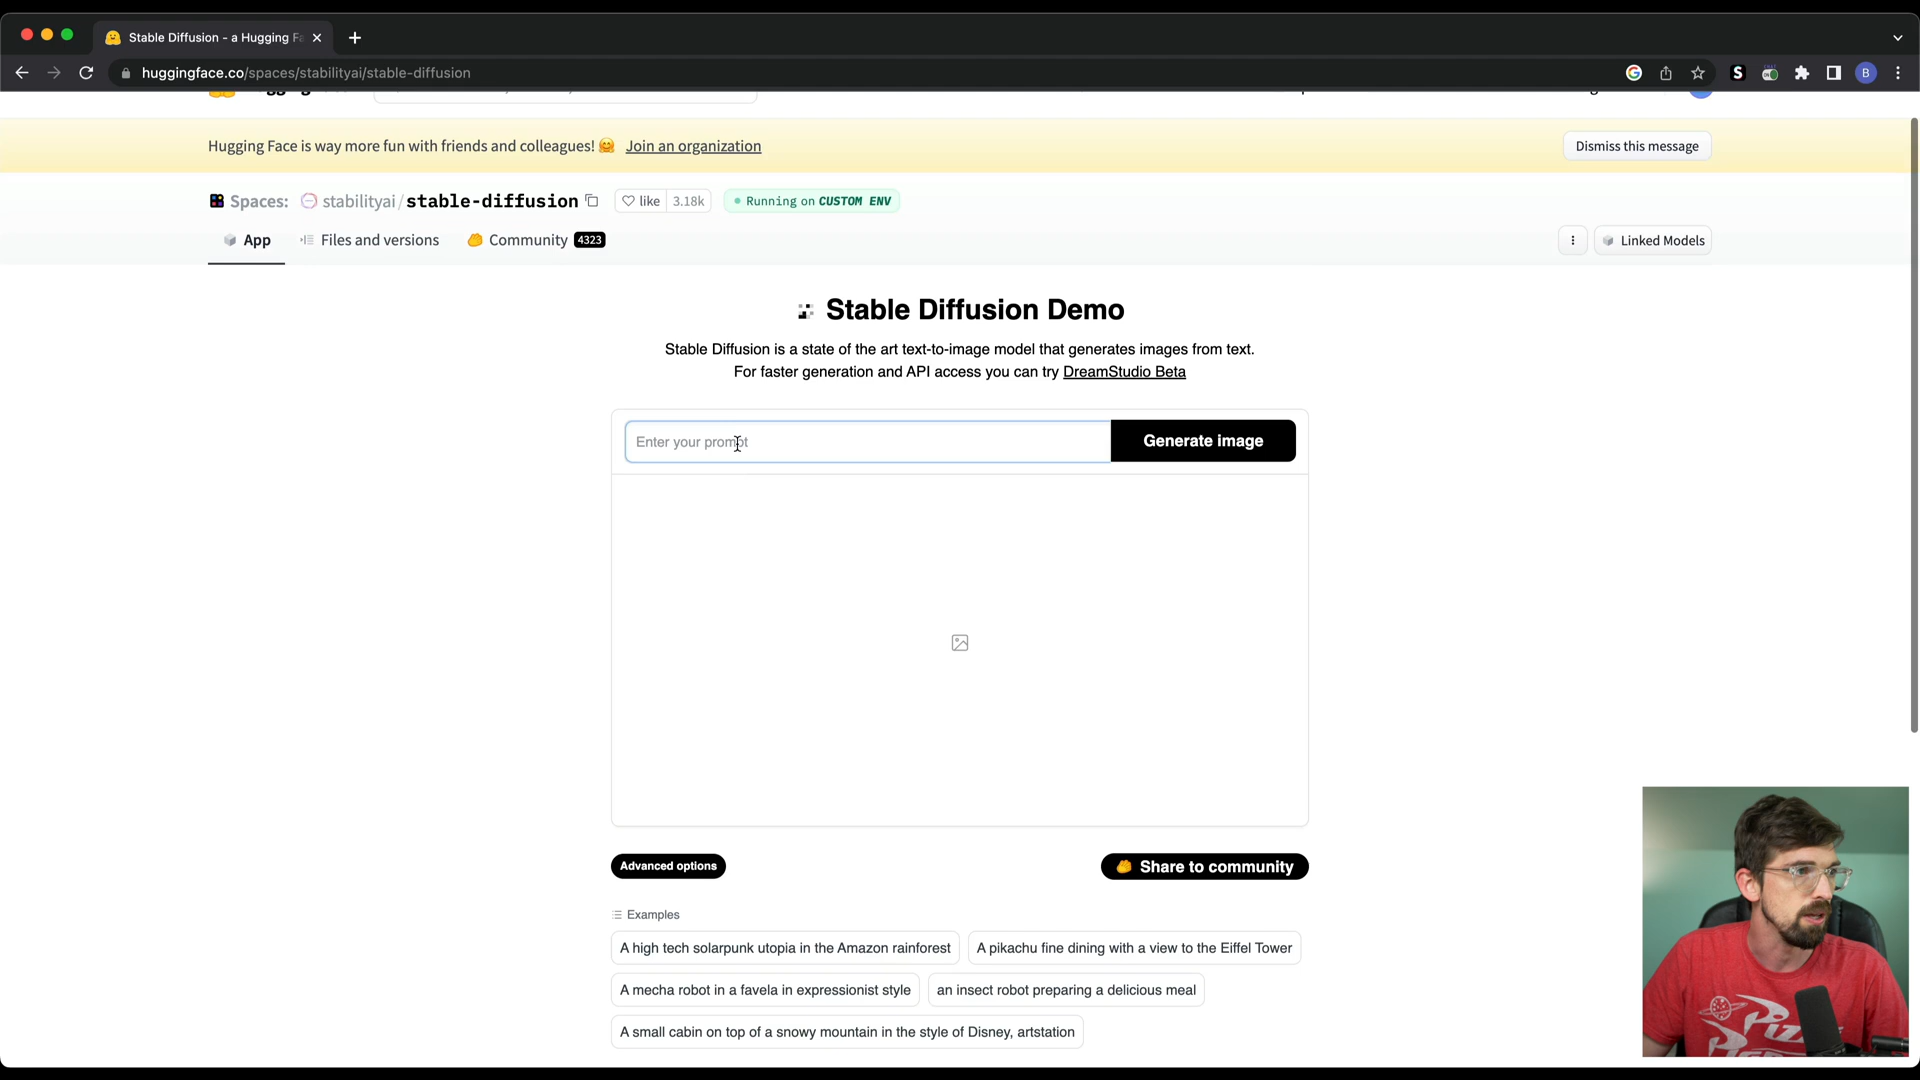 Stable Diffusion - a Hugging Fa
huggingface.co/spaces/stabilityai/stable-diffusion
S
B
Hugging Face is way more fun with friends and colleagues! 🤗 Join an organization
Dismiss this message
Spaces: stabilityai/stable-diffusion like 3.18k Running on CUSTOM ENV
App Files and versions Community 4323
Linked Models
Stable Diffusion Demo
Stable Diffusion is a state of the art text-to-image model that generates images from text.
For faster generation and API access you can try DreamStudio Beta
Enter your prompt
Generate image
Advanced options
Share to community
Examples
A high tech solarpunk utopia in the Amazon rainforest
A pikachu fine dining with a view to the Eiffel Tower
A mecha robot in a favela in expressionist style
an insect robot preparing a delicious meal
A small cabin on top of a snowy mountain in the style of Disney, artstation